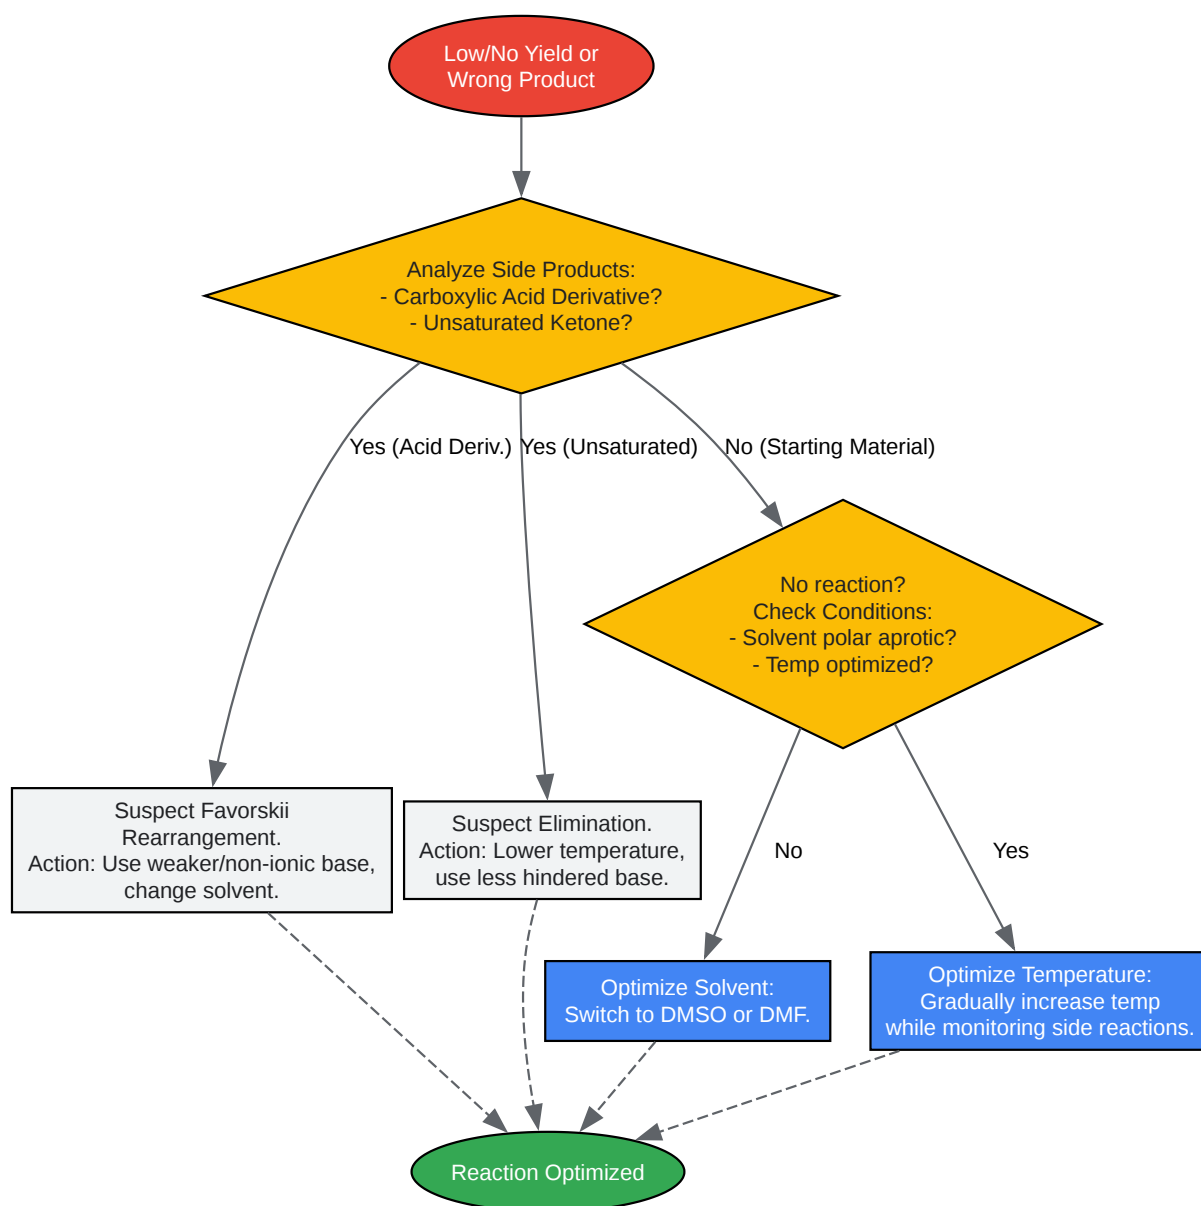 Low/No Yield or
Wrong Product
Analyze Side Products:
- Carboxylic Acid Derivative?
- Unsaturated Ketone?
Yes (Acid Deriv.)
Yes (Unsaturated)
No (Starting Material)
No reaction?
Check Conditions:
- Solvent polar aprotic?
- Temp optimized?
Suspect Favorskii
Rearrangement.
Action: Use weaker/non-ionic base,
change solvent.
Suspect Elimination.
Action: Lower temperature,
use less hindered base.
No
Yes
Optimize Solvent:
Switch to DMSO or DMF.
Optimize Temperature:
Gradually increase temp
while monitoring side reactions.
Reaction Optimized